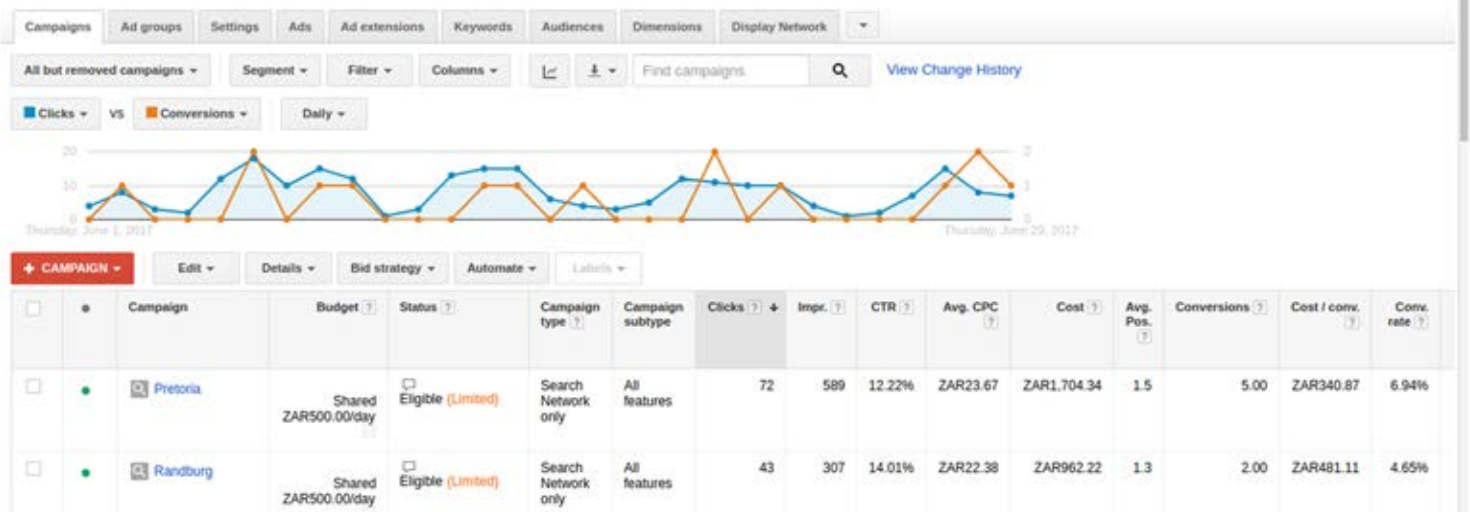 Campaigns Ad groups Settings Ads Ad extensions Keywords Audiences Dimensions Display Network
All but removed campaigns Segment Filter Columns Find campaigns View Change History
Clicks VS Conversions Daily
20 2
10 1
0 0
Thursday, June 1, 2017 Thursday, June 29, 2017
+ CAMPAIGN Edit Details Bid strategy Automate Labels
Campaign Budget ? Status ? Campaign Campaign Clicks ? Impr. ? CTR ? Avg. CPC Cost ? Avg. Conversions ? Cost / conv. Conv.
type ? subtype ? Pos. ? rate ?
?
Pretoria Search All 72 589 12.22% ZAR23.67 ZAR1,704.34 1.5 5.00 ZAR340.87 6.94%
Shared Eligible (Limited) Network features
ZAR500.00/day only
Randburg Search All 43 307 14.01% ZAR22.38 ZAR962.22 1.3 2.00 ZAR481.11 4.65%
Shared Eligible (Limited) Network features
ZAR500.00/day only